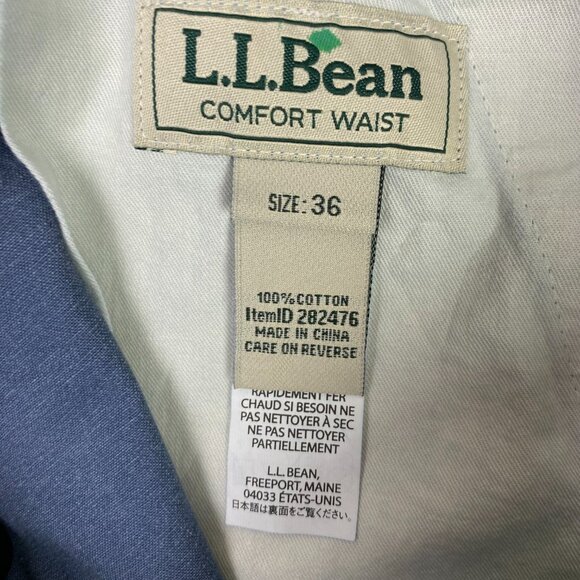 L.L.Bean
COMFORT WAIST
SIZE: 36
100% COTTON
ItemID 282476
MADE IN CHINA
CARE ON REVERSE
RAPIDEMENT FER
CHAUD SI BESOIN NE
PAS NETTOYER À SEC
NE PAS NETTOYER
PARTIELLEMENT
L.L. BEAN,
FREEPORT, MAINE
04033 ÉTATS-UNIS
日本語は裏面をご覧ください。